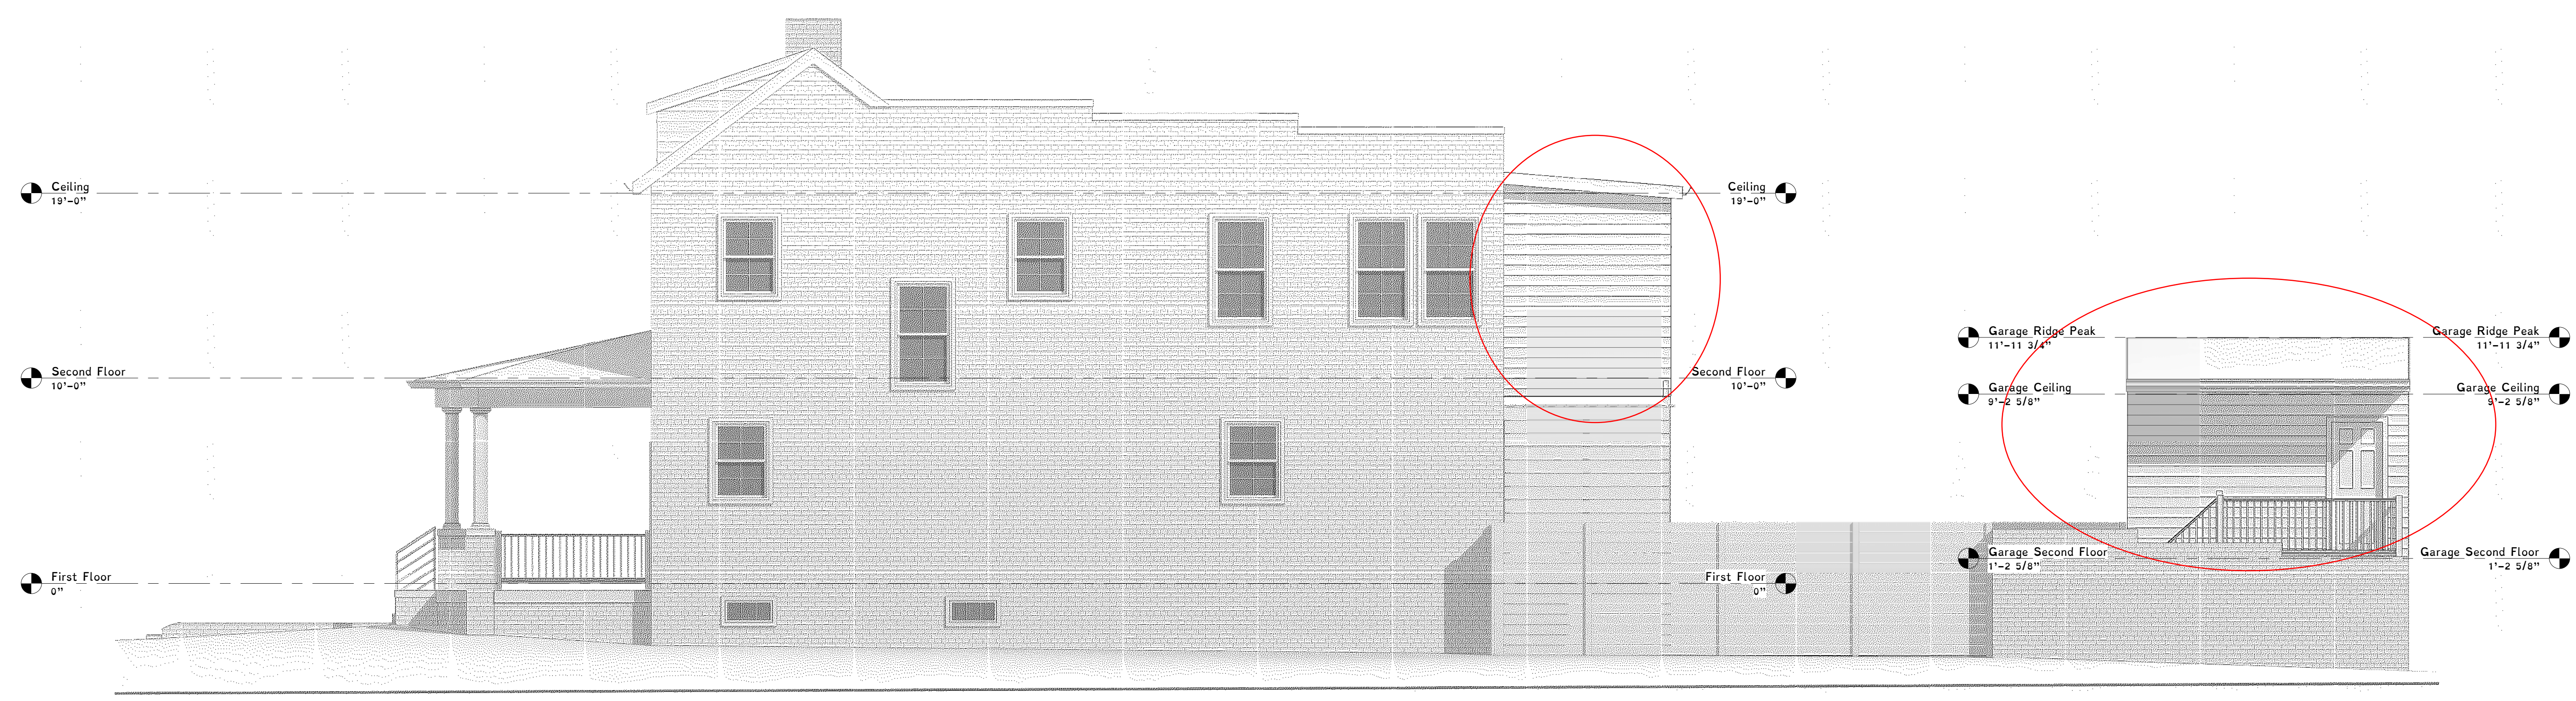 Ceiling
19'-0"
Ceiling
19'-0"
Garage Ridge Peak
11'-11 3/4"
Garage Ridge Peak
11'-11 3/4"
Second Floor
10'-0"
Second Floor
10'-0"
Garage Ceiling
9'-2 5/8"
Garage Ceiling
9'-2 5/8"
Garage Second Floor
1'-2 5/8"
Garage Second Floor
1'-2 5/8"
First Floor
0"
First Floor
0"